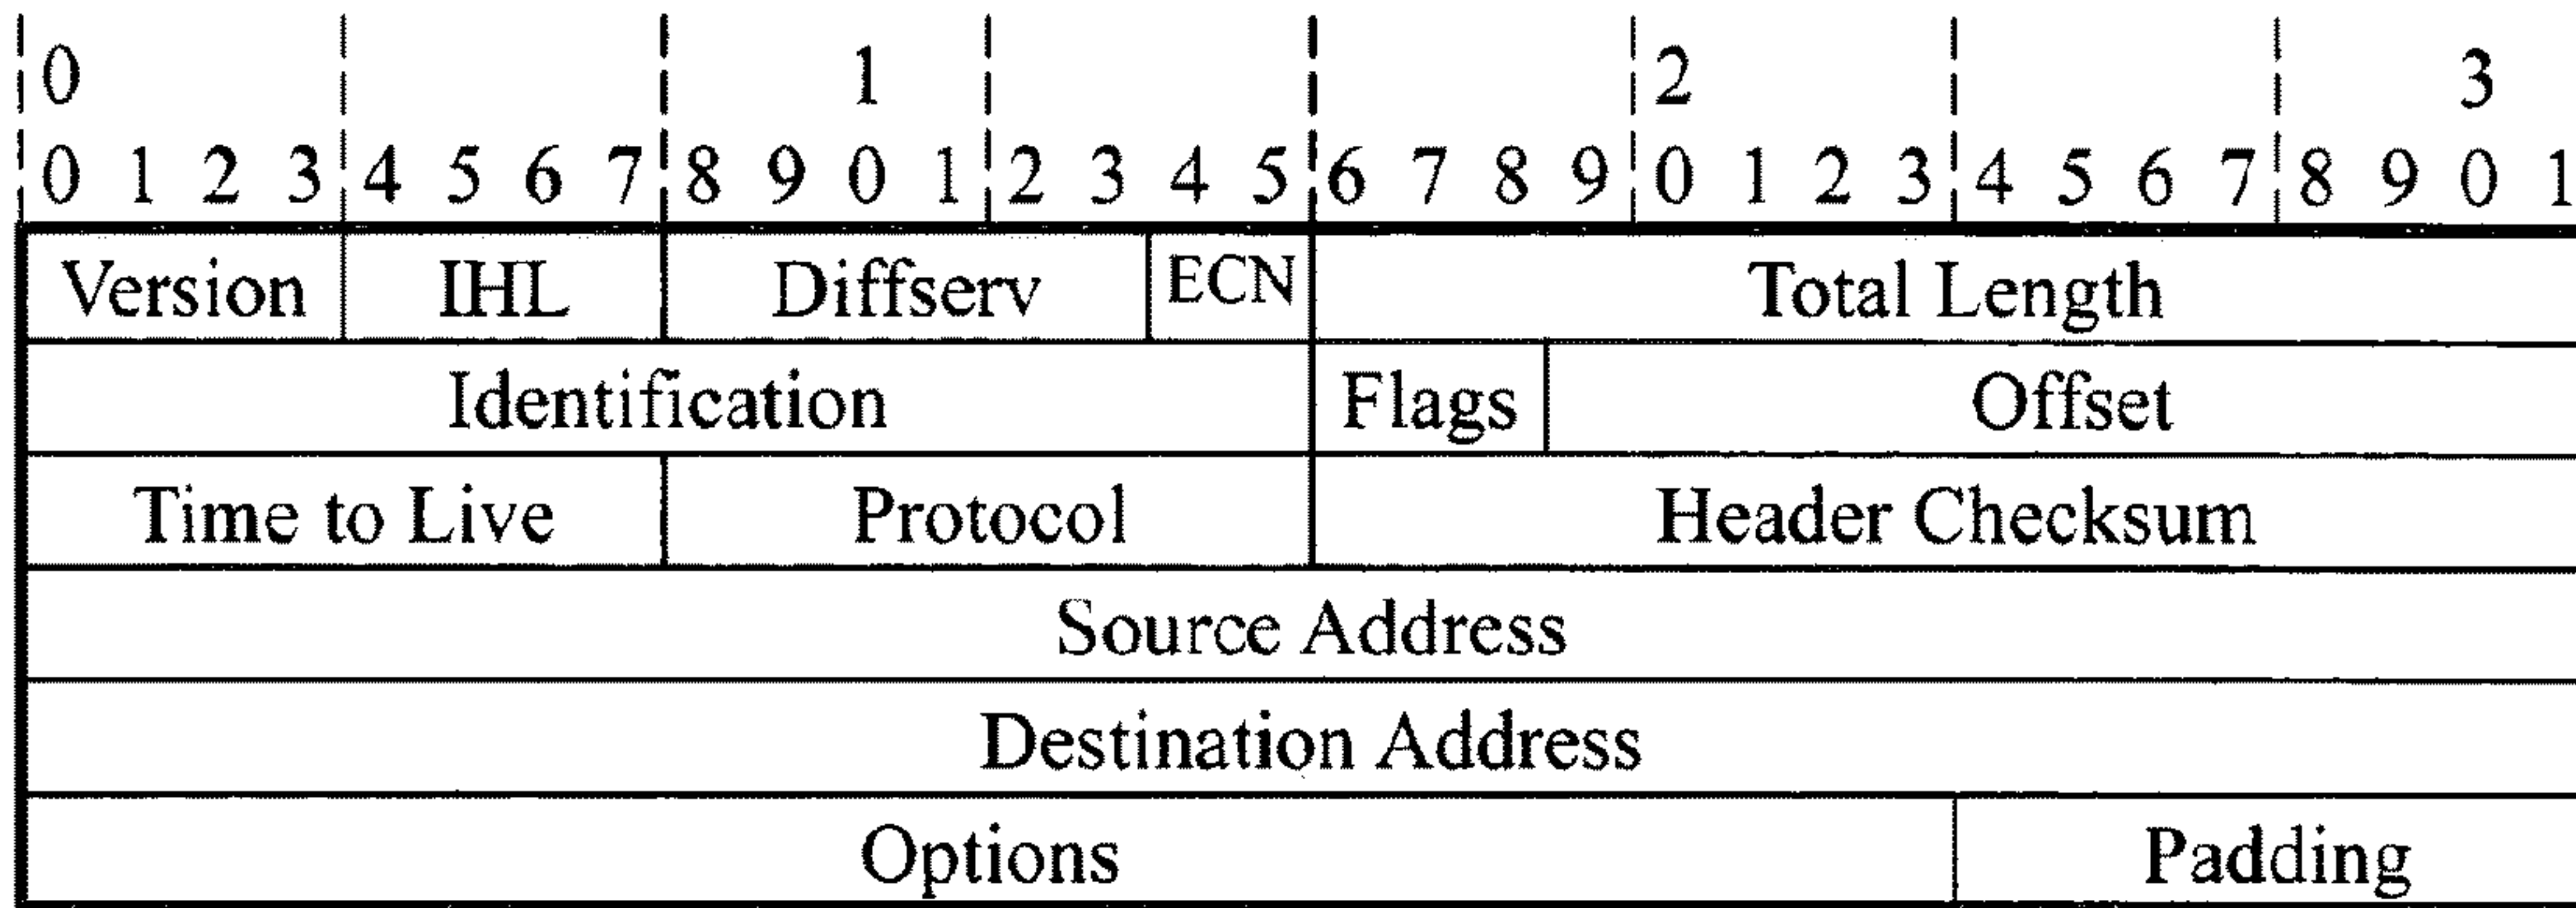 0 1 2 3
0 1 2 3 4 5 6 7 8 9 0 1 2 3 4 5 6 7 8 9 0 1 2 3 4 5 6 7 8 9 0 1
Version IHL Diffserv ECN Total Length
Identification Flags Offset
Time to Live Protocol Header Checksum
Source Address
Destination Address
Options Padding